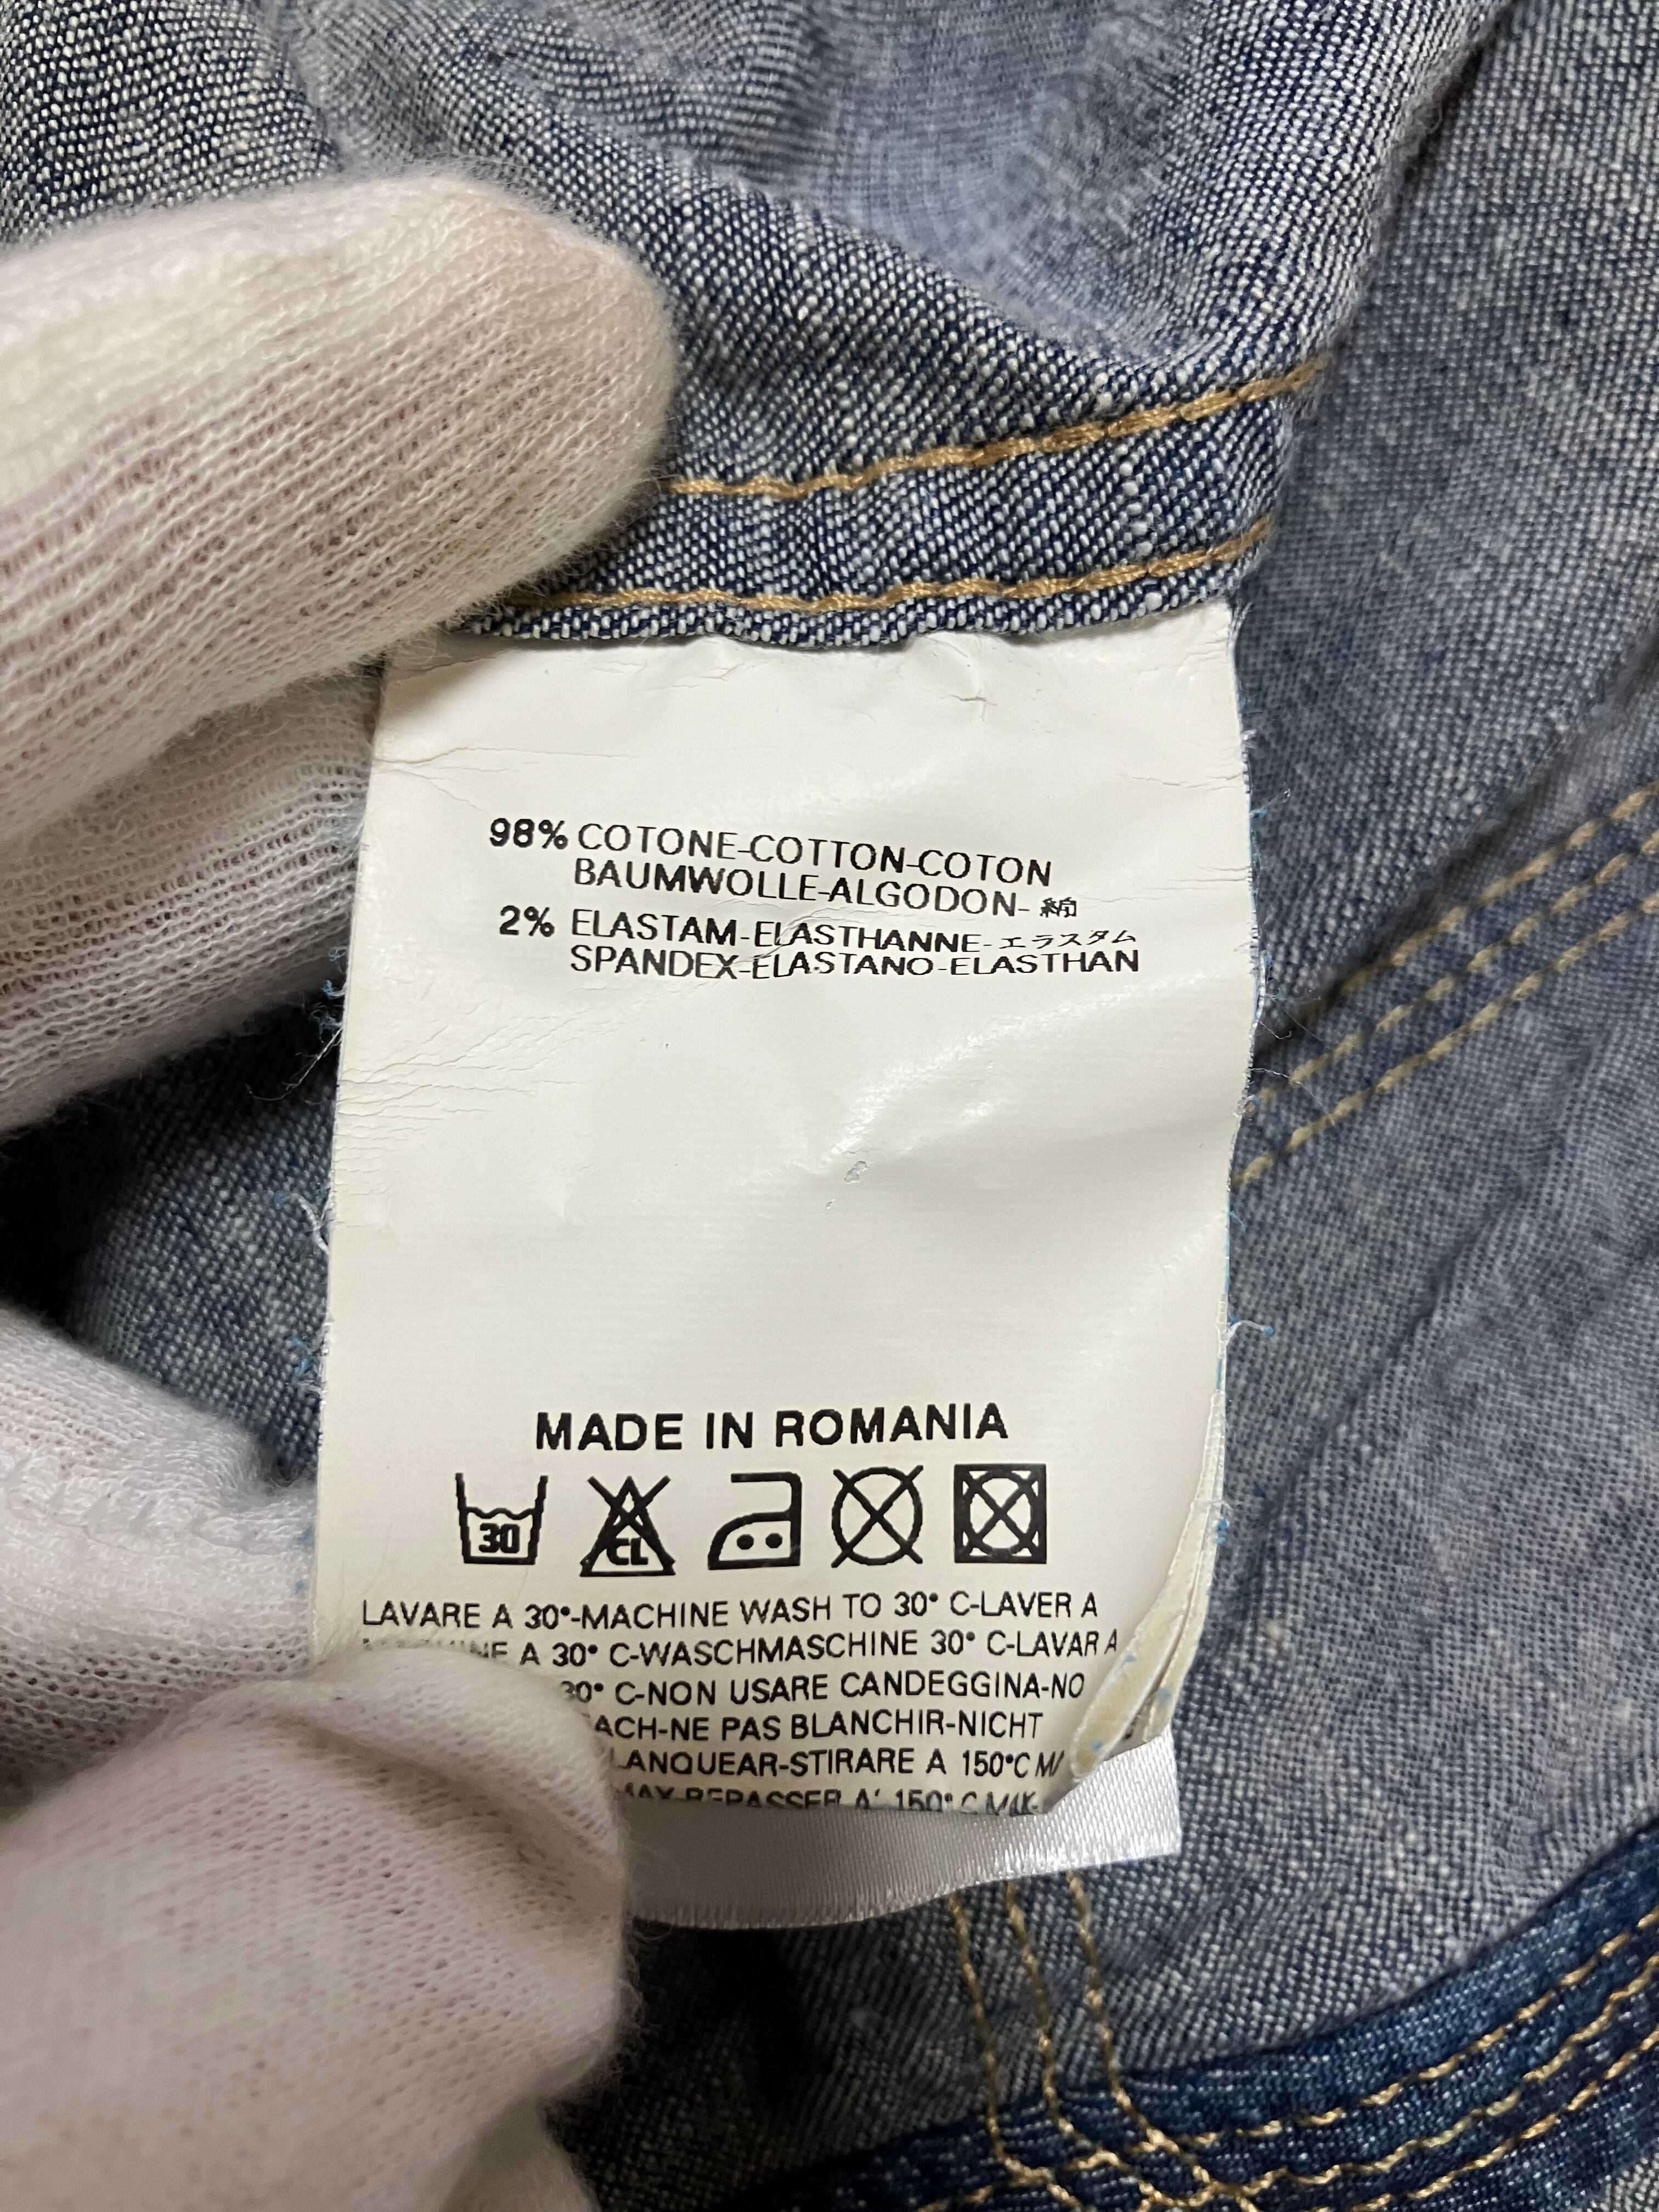 98% COTONE-COTTON-COTON
BAUMWOLLE-ALGODON-綿
2% ELASTAM-ELASTHANNE-エラスタム
SPANDEX-ELASTANO-ELASTHAN
MADE IN ROMANIA
30 CL
LAVARE A 30°-MACHINE WASH TO 30° C-LAVER A
A 30° C-WASCHMASCHINE 30° C-LAVAR A
30° C-NON USARE CANDEGGINA-NO
-NE PAS BLANCHIR-NICHT
-STIRARE A 150°C
REPASSER A' 150° C